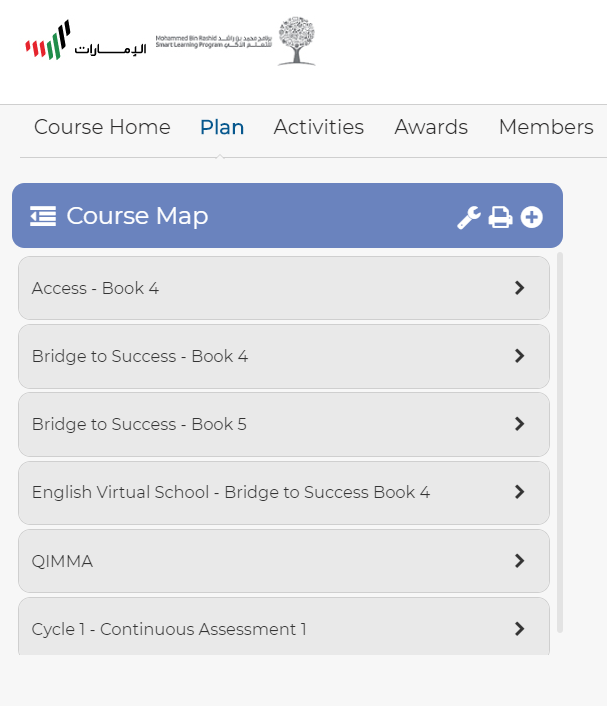 الإمارات
Mohammed Bin Rashid برنامج محمد بن راشد
Smart Learning Program للتعلم الذكي
Course Home Plan Activities Awards Members
Course Map
Access - Book 4
Bridge to Success - Book 4
Bridge to Success - Book 5
English Virtual School - Bridge to Success Book 4
QIMMA
Cycle 1 - Continuous Assessment 1